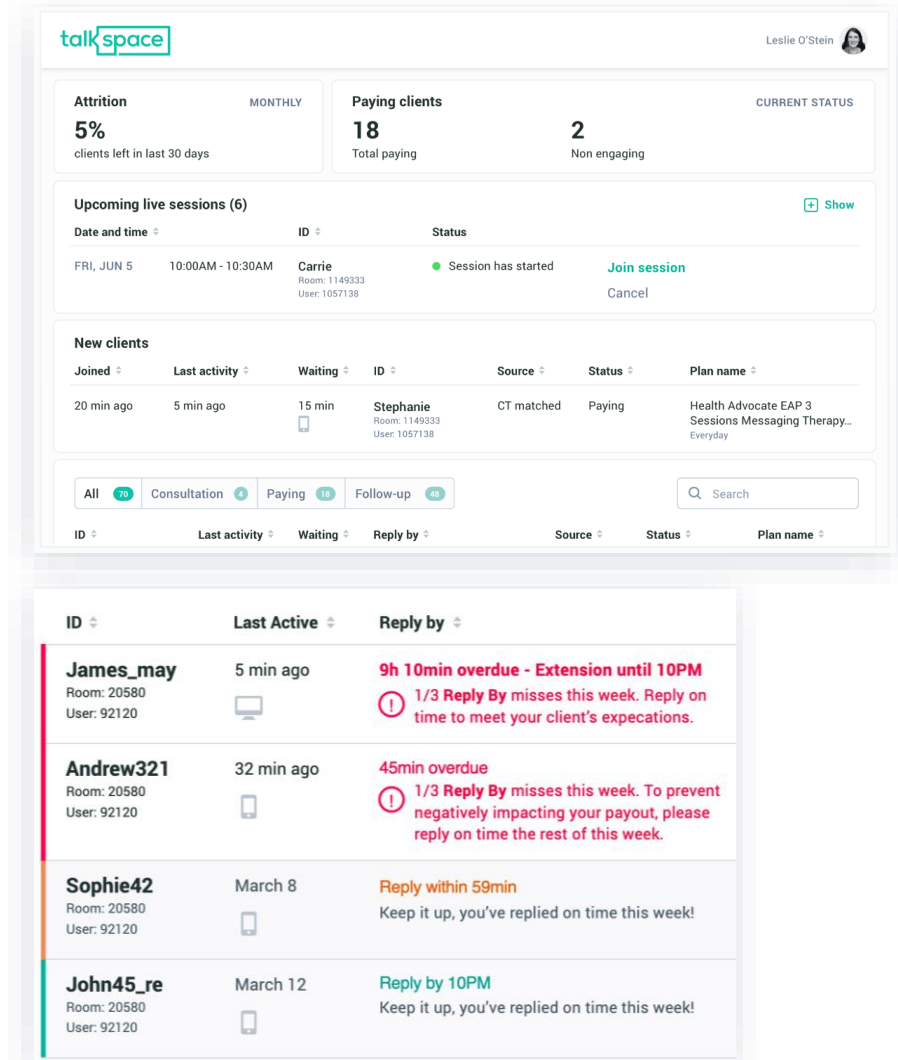 talkspace
Leslie O'Stein
Attrition MONTHLY
5%
clients left in last 30 days
Paying clients CURRENT STATUS
18 2
Total paying Non engaging
Upcoming live sessions (6) Show
Date and time ID Status
FRI, JUN 5 10:00AM - 10:30AM Carrie Session has started Join session
Room: 1149333
User: 1057138 Cancel
New clients
Joined Last activity Waiting ID Source Status Plan name
20 min ago 5 min ago 15 min Stephanie CT matched Paying Health Advocate EAP 3
Room: 1149333 Sessions Messaging Therapy...
User: 1057138 Everyday
All 70 Consultation 4 Paying 18 Follow-up 48 Search
ID Last activity Waiting Reply by Source Status Plan name
ID Last Active Reply by
James_may 5 min ago 9h 10min overdue - Extension until 10PM
Room: 20580 1/3 Reply By misses this week. Reply on
User: 92120 time to meet your client's expecations.
Andrew321 32 min ago 45min overdue
Room: 20580 1/3 Reply By misses this week. To prevent
User: 92120 negatively impacting your payout, please
reply on time the rest of this week.
Sophie42 March 8 Reply within 59min
Room: 20580 Keep it up, you've replied on time this week!
User: 92120
John45_re March 12 Reply by 10PM
Room: 20580 Keep it up, you've replied on time this week!
User: 92120